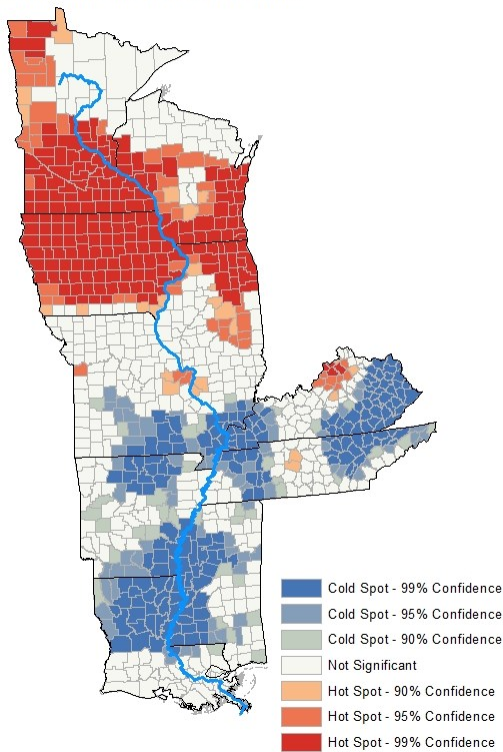 Cold Spot - 99% Confidence
Cold Spot - 95% Confidence
Cold Spot - 90% Confidence
Not Significant
Hot Spot - 90% Confidence
Hot Spot - 95% Confidence
Hot Spot - 99% Confidence